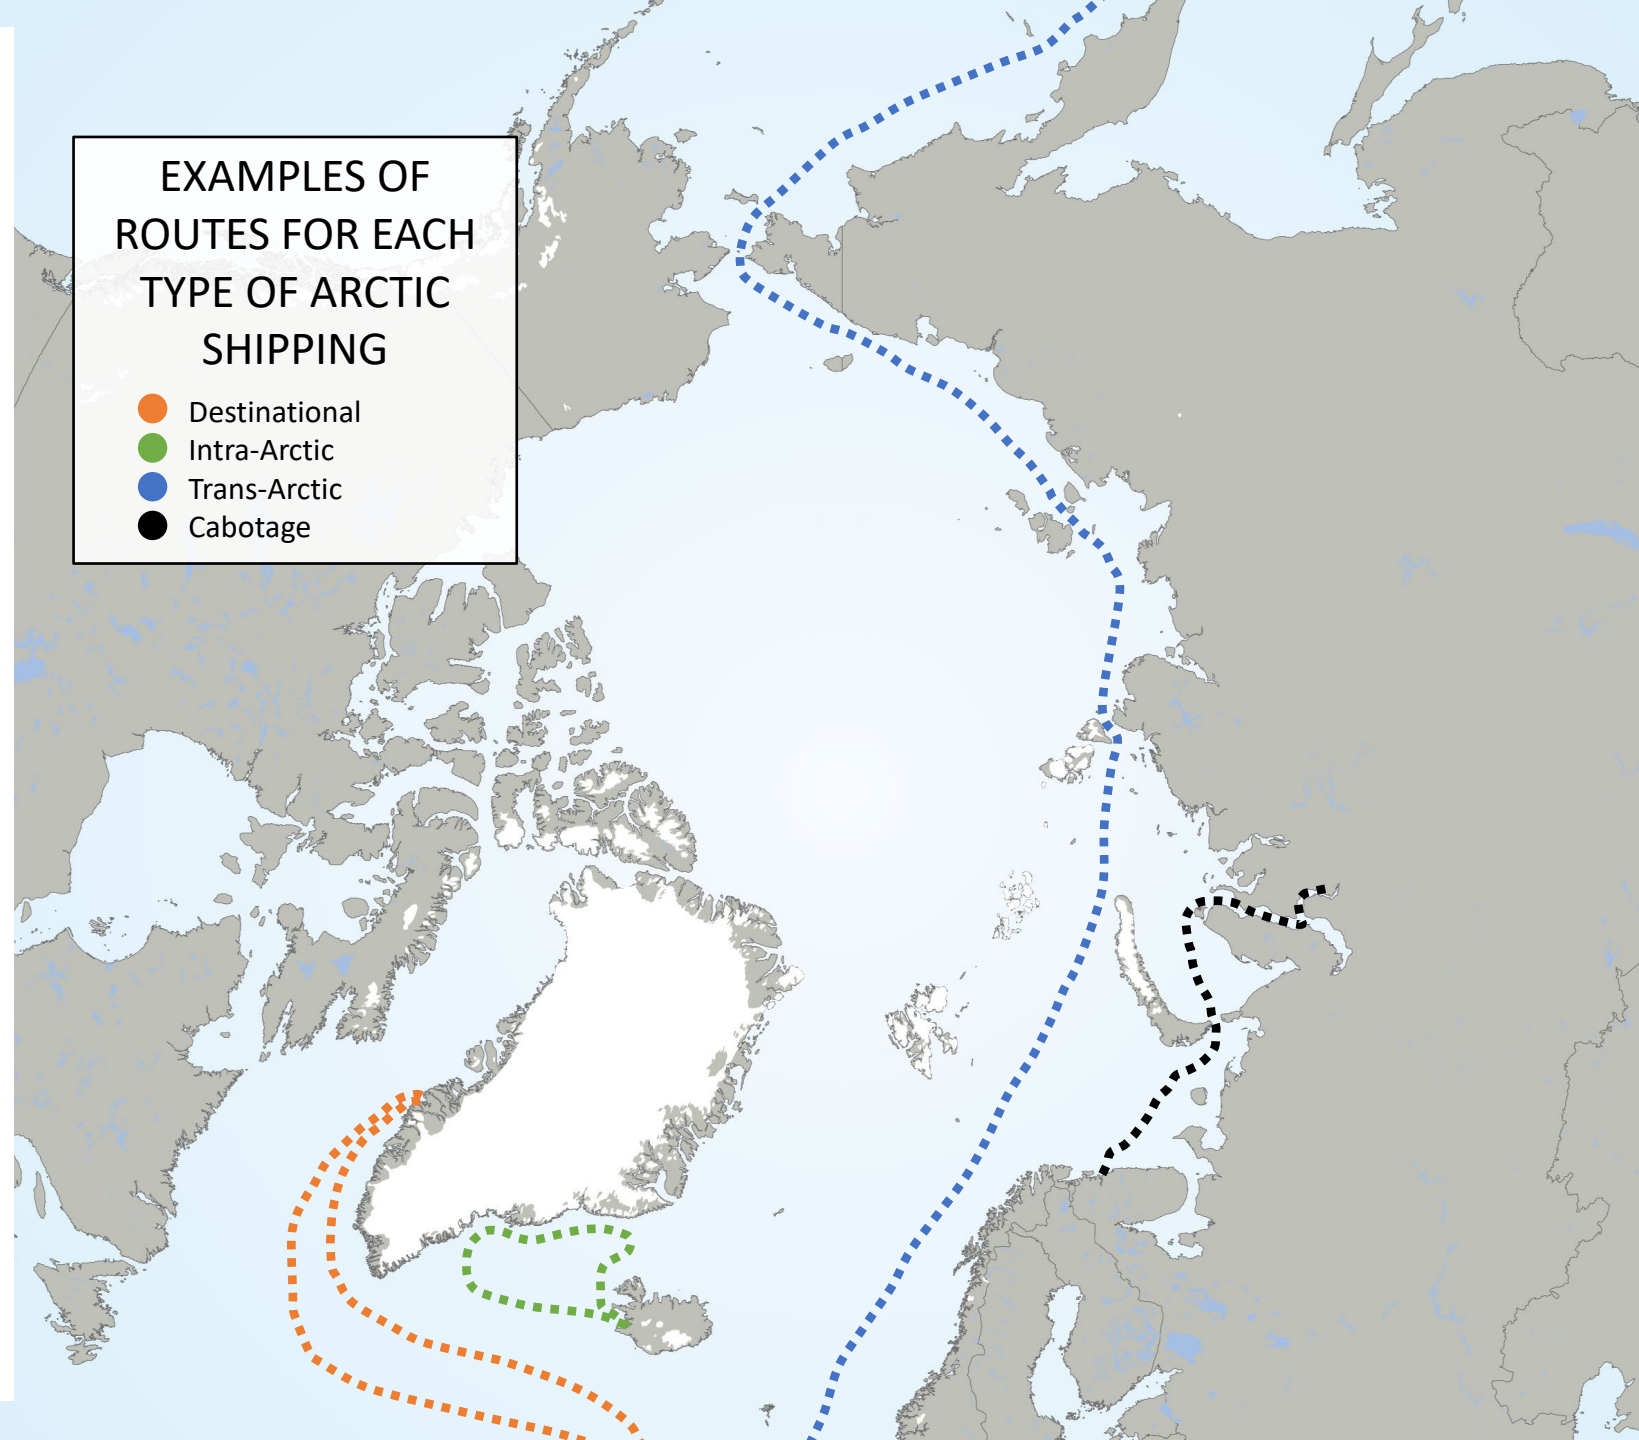 EXAMPLES OF
ROUTES FOR EACH
TYPE OF ARCTIC
SHIPPING
Destinational
Intra-Arctic
Trans-Arctic
Cabotage